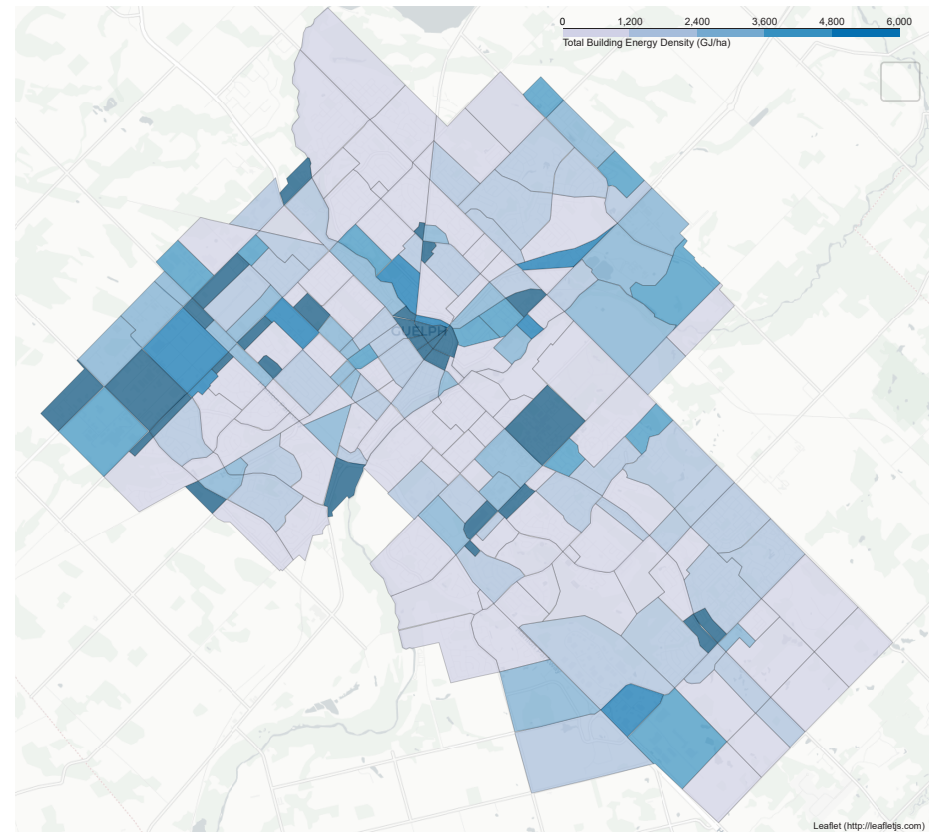 0 1,200 2,400 3,600 4,800 6,000
Total Building Energy Density (GJ/ha)
GUELPH
Leaflet (http://leafletjs.com)